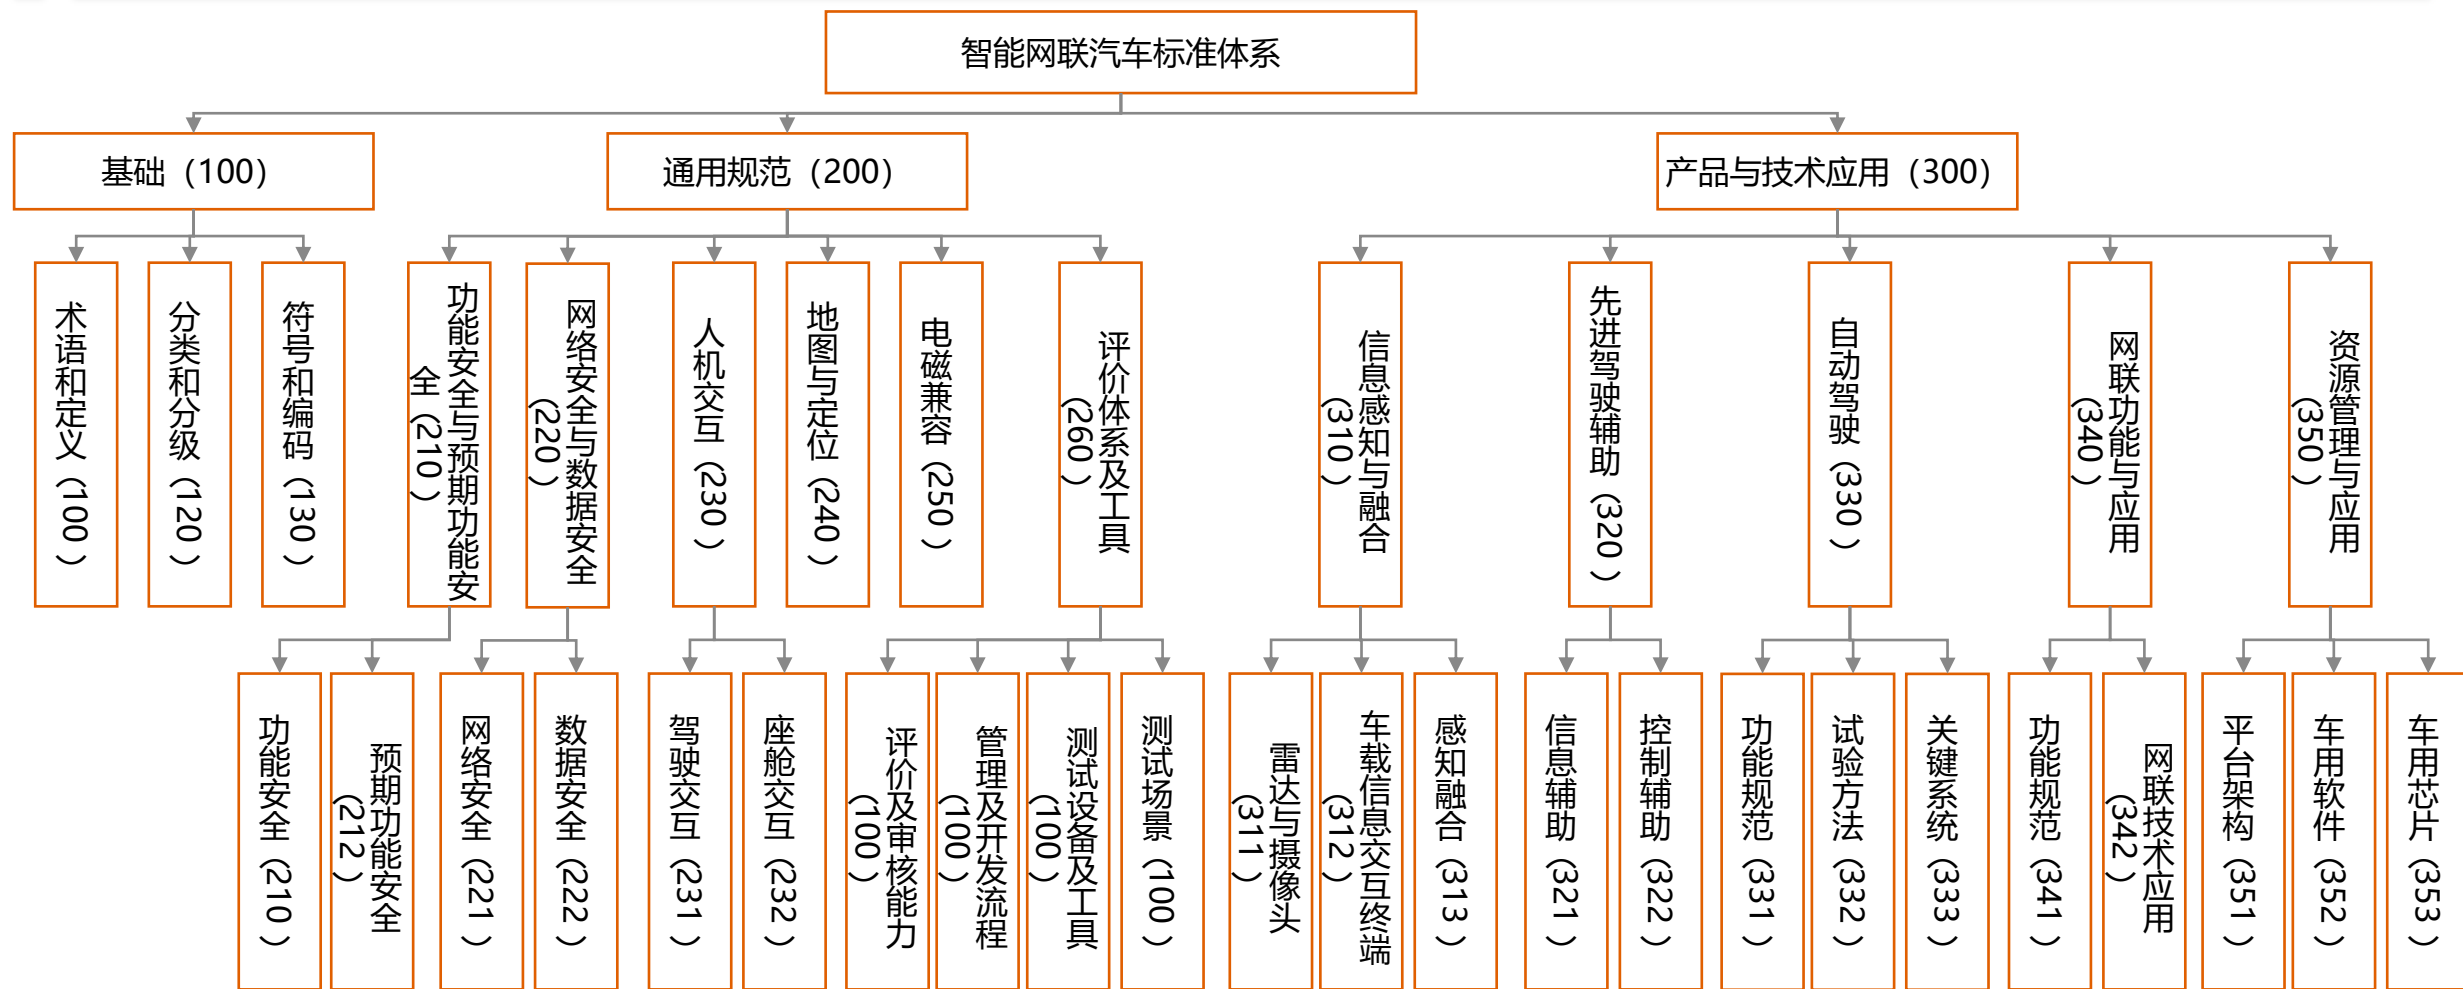 智能网联汽车标准体系
基础（100）
通用规范（200）
产品与技术应用（300）
术语和定义（100）
分类和分级（120）
符号和编码（130）
功能安全与预期功能安
全（210）
网络安全与数据安全
（220）
人机交互（230）
地图与定位（240）
电磁兼容（250）
评价体系及工具
（260）
信息感知与融合
（310）
先进驾驶辅助（320）
自动驾驶（330）
网联功能与应用
（340）
资源管理与应用
（350）
功能安全（210）
预期功能安全
（212）
网络安全（221）
数据安全（222）
驾驶交互（231）
座舱交互（232）
评价及审核能力
（100）
管理及开发流程
（100）
测试设备及工具
（100）
测试场景（100）
雷达与摄像头
（311）
车载信息交互终端
（312）
感知融合（313）
信息辅助（321）
控制辅助（322）
功能规范（331）
试验方法（332）
关键系统（333）
功能规范（341）
网联技术应用
（342）
平台架构（351）
车用软件（352）
车用芯片（353）